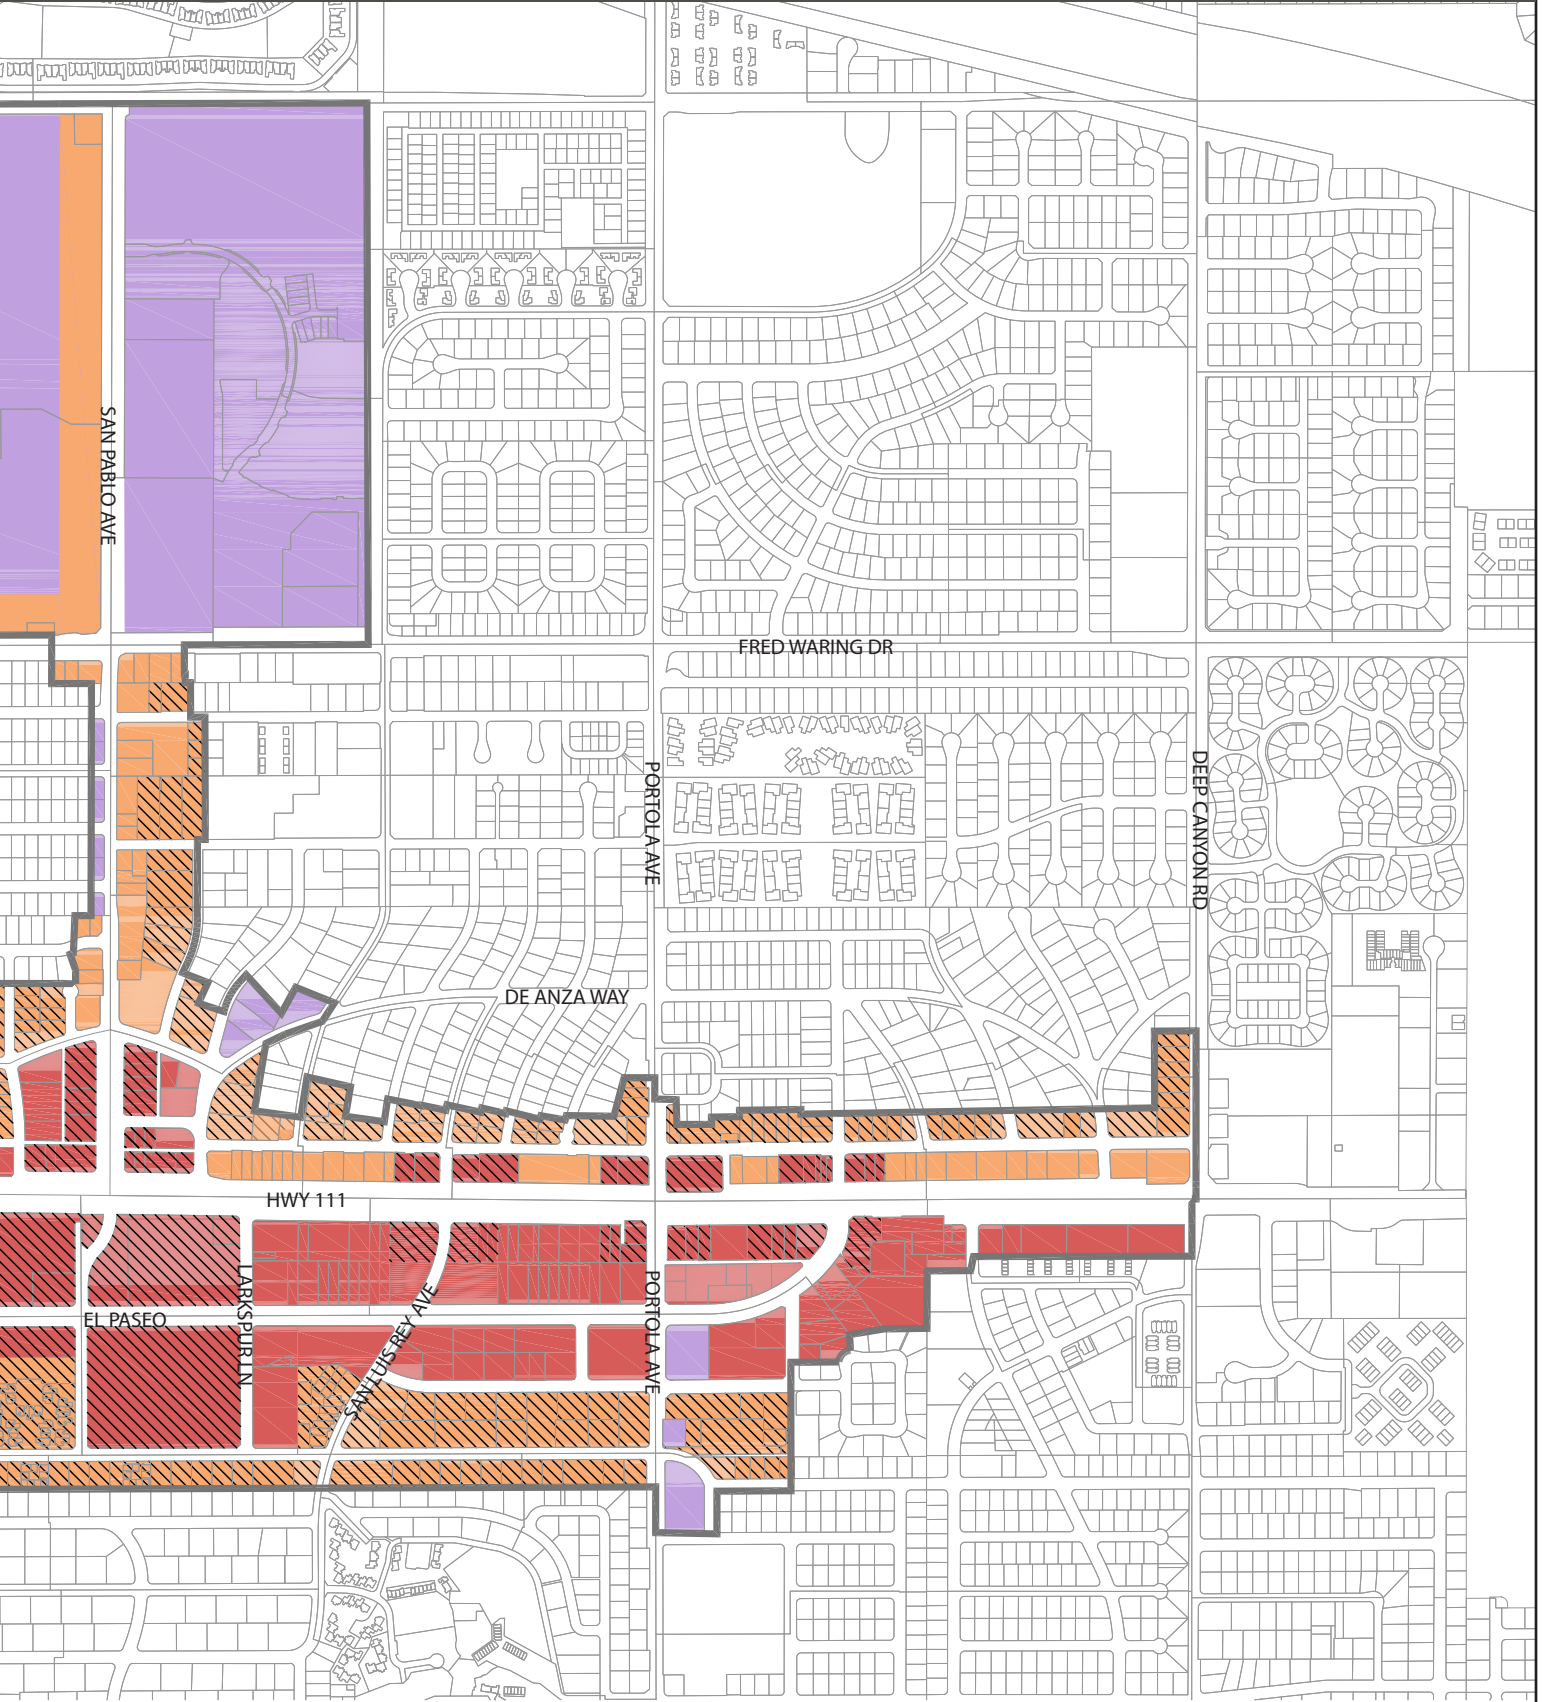 SAN PABLO AVE
FRED WARING DR
PORTOLA AVE
DEEP CANYON RD
DE ANZA WAY
HWY 111
LARKSPUR LN
EL PASEO
SAN LUIS REY AVE
PORTOLA AVE